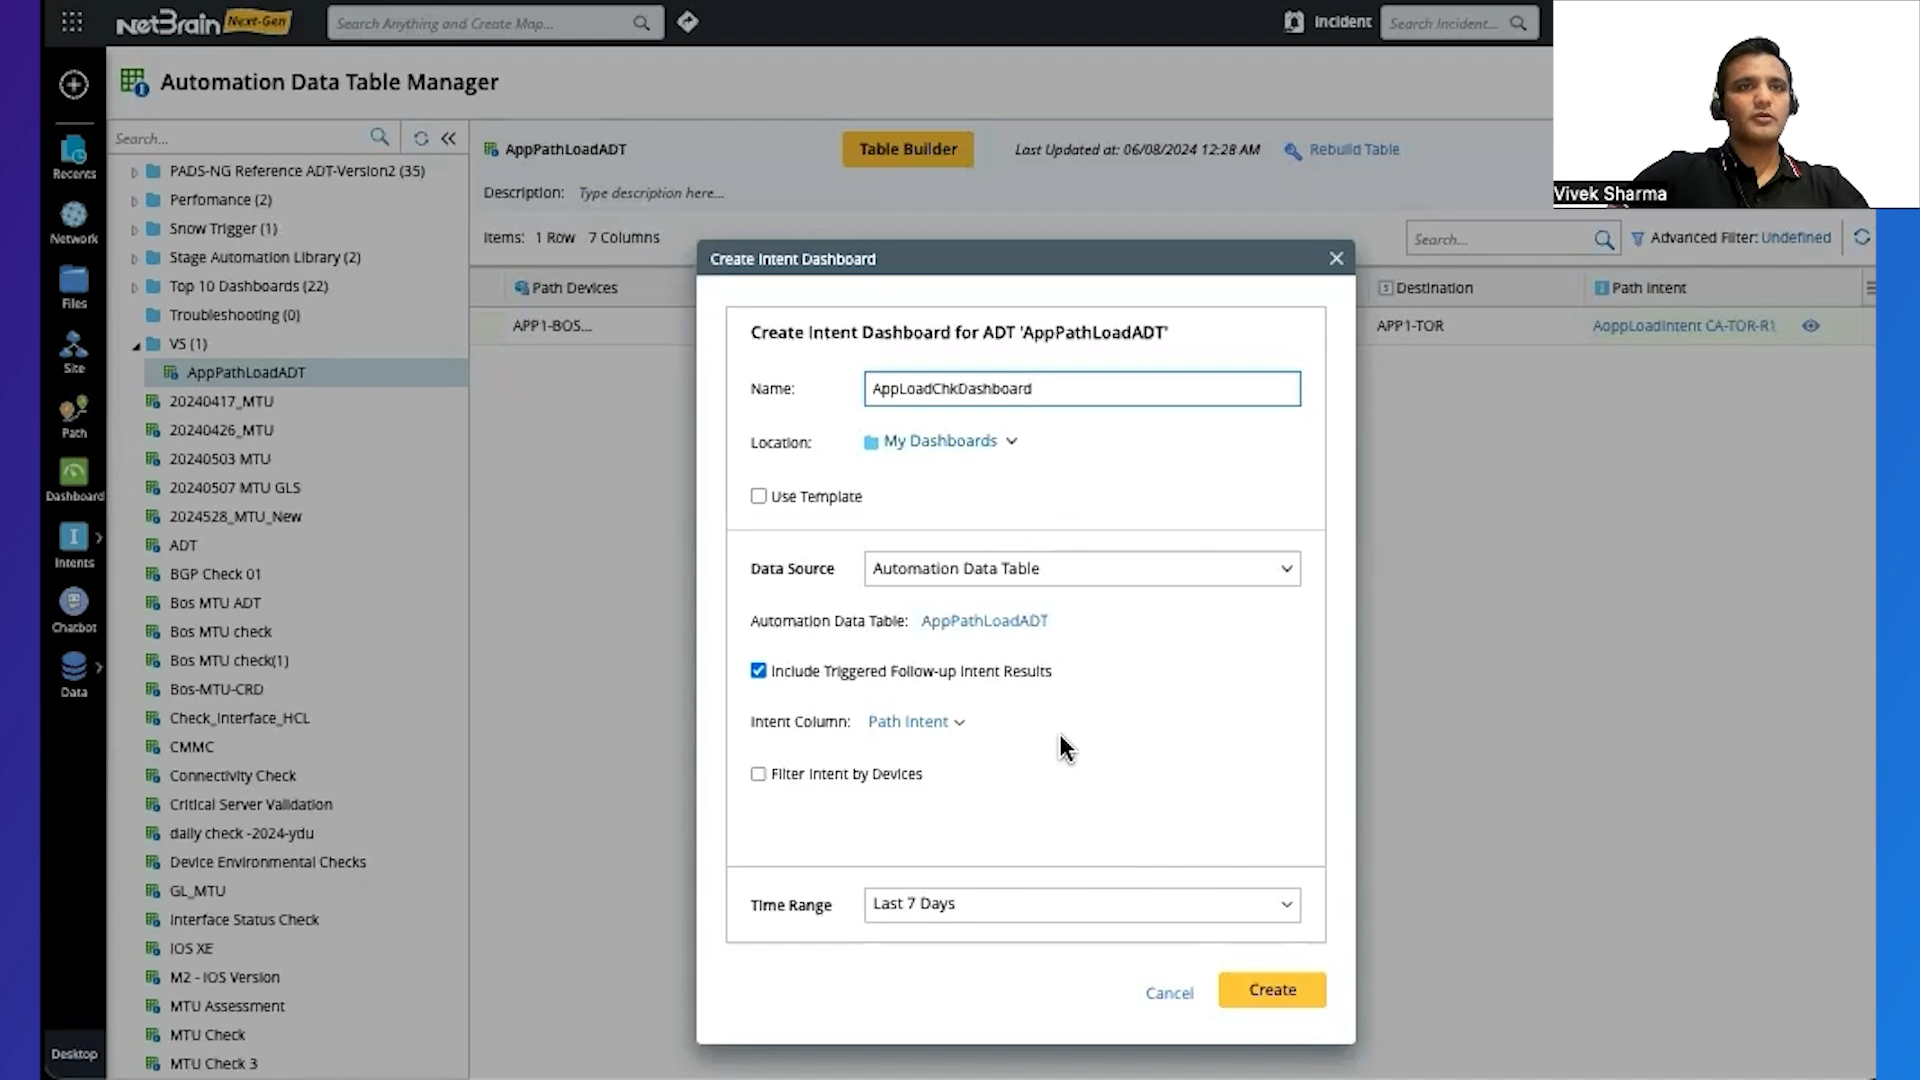 NetBrain Next-Gen
Search Anything and Create Map...
Incident
Search Incident...
Vivek Sharma
Recents
Network
Files
Site
Path
Dashboard
Intents
Chatbot
Data
Desktop
Automation Data Table Manager
Search...
PADS-NG Reference ADT-Version2 (35)
Perfomance (2)
Snow Trigger (1)
Stage Automation Library (2)
Top 10 Dashboards (22)
Troubleshooting (0)
VS (1)
AppPathLoadADT
20240417_MTU
20240426_MTU
20240503 MTU
20240507 MTU GLS
2024528_MTU_New
ADT
BGP Check 01
Bos MTU ADT
Bos MTU check
Bos MTU check(1)
Bos-MTU-CRD
Check_Interface_HCL
CMMC
Connectivity Check
Critical Server Validation
daily check -2024-ydu
Device Environmental Checks
GL_MTU
Interface Status Check
IOS XE
M2 - IOS Version
MTU Assessment
MTU Check
MTU Check 3
AppPathLoadADT
Table Builder
Last Updated at: 06/08/2024 12:28 AM
Rebuild Table
Description: Type description here...
Items: 1 Row 7 Columns
Search...
Advanced Filter: Undefined
Path Devices
Destination
Path Intent
APP1-BOS...
APP1-TOR
AoppLoadIntent CA-TOR-R1
Create Intent Dashboard
Create Intent Dashboard for ADT 'AppPathLoadADT'
Name: AppLoadChkDashboard
Location: My Dashboards
Use Template
Data Source Automation Data Table
Automation Data Table: AppPathLoadADT
Include Triggered Follow-up Intent Results
Intent Column: Path Intent
Filter Intent by Devices
Time Range Last 7 Days
Cancel
Create